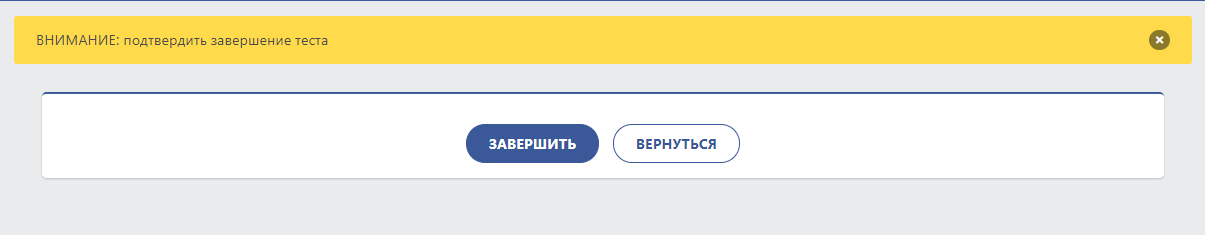 ВНИМАНИЕ: подтвердить завершение теста
ЗАВЕРШИТЬ ВЕРНУТЬСЯ